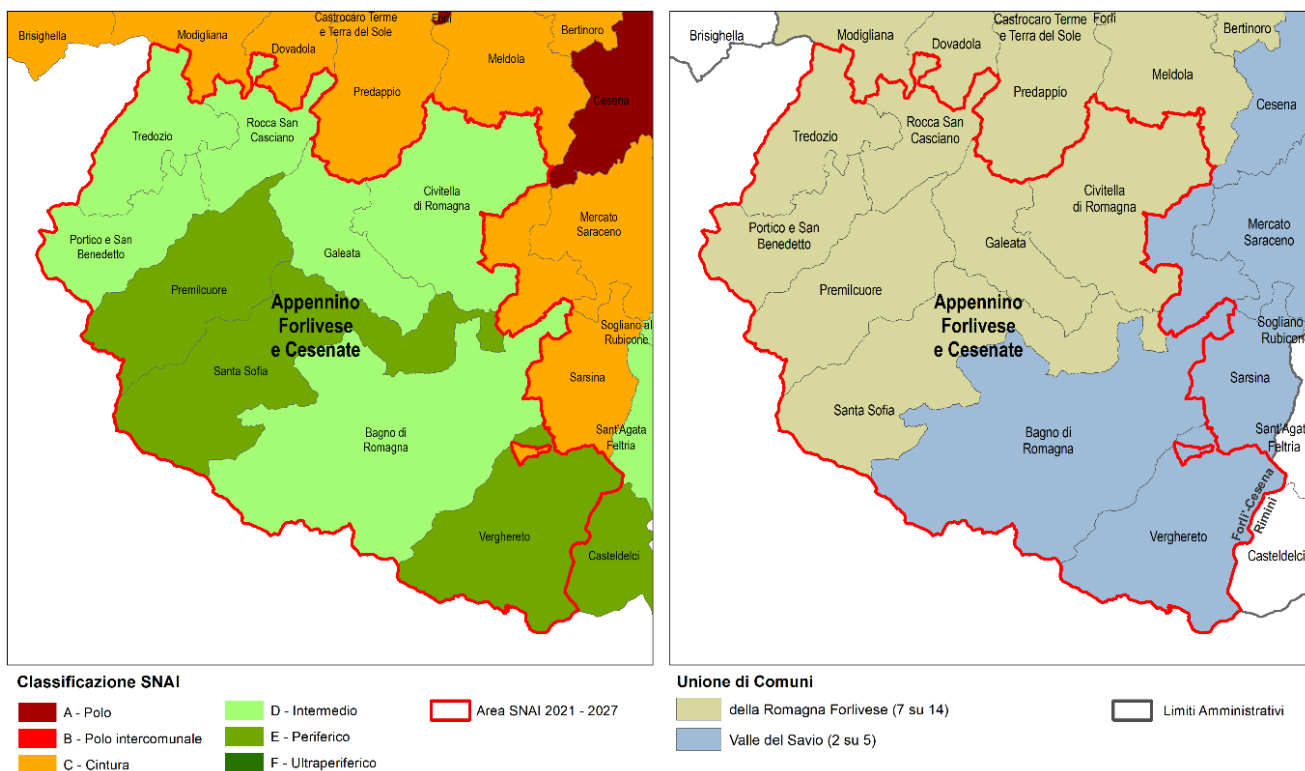 Castrocaro Terme
e Terra del Sole
Forlì
Brisighella
Modigliana
Dovadola
Bertinoro
Meldola
Predappio
Cesena
Rocca San
Casciano
Tredozio
Civitella
di Romagna
Mercato
Saraceno
Portico e San
Benedetto
Galeata
Premilcuore
Appennino
Forlivese
e Cesenate
Sogliano al
Rubicone
Santa Sofia
Sarsina
Bagno di
Romagna
Sant'Agata
Feltria
Verghereto
Casteldelci
Castrocaro Terme
e Terra del Sole
Forlì
Brisighella
Modigliana
Dovadola
Bertinoro
Meldola
Predappio
Cesena
Rocca San
Casciano
Tredozio
Civitella
di Romagna
Mercato
Saraceno
Portico e San
Benedetto
Galeata
Premilcuore
Appennino
Forlivese
e Cesenate
Sogliano al
Rubicone
Sarsina
Santa Sofia
Bagno di
Romagna
Sant'Agata
Feltria
Forli'-Cesena
Rimini
Verghereto
Casteldelci
Classificazione SNAI
A - Polo
B - Polo intercomunale
C - Cintura
D - Intermedio
E - Periferico
F - Ultraperiferico
Area SNAI 2021 - 2027
Unione di Comuni
della Romagna Forlivese (7 su 14)
Valle del Savio (2 su 5)
Limiti Amministrativi